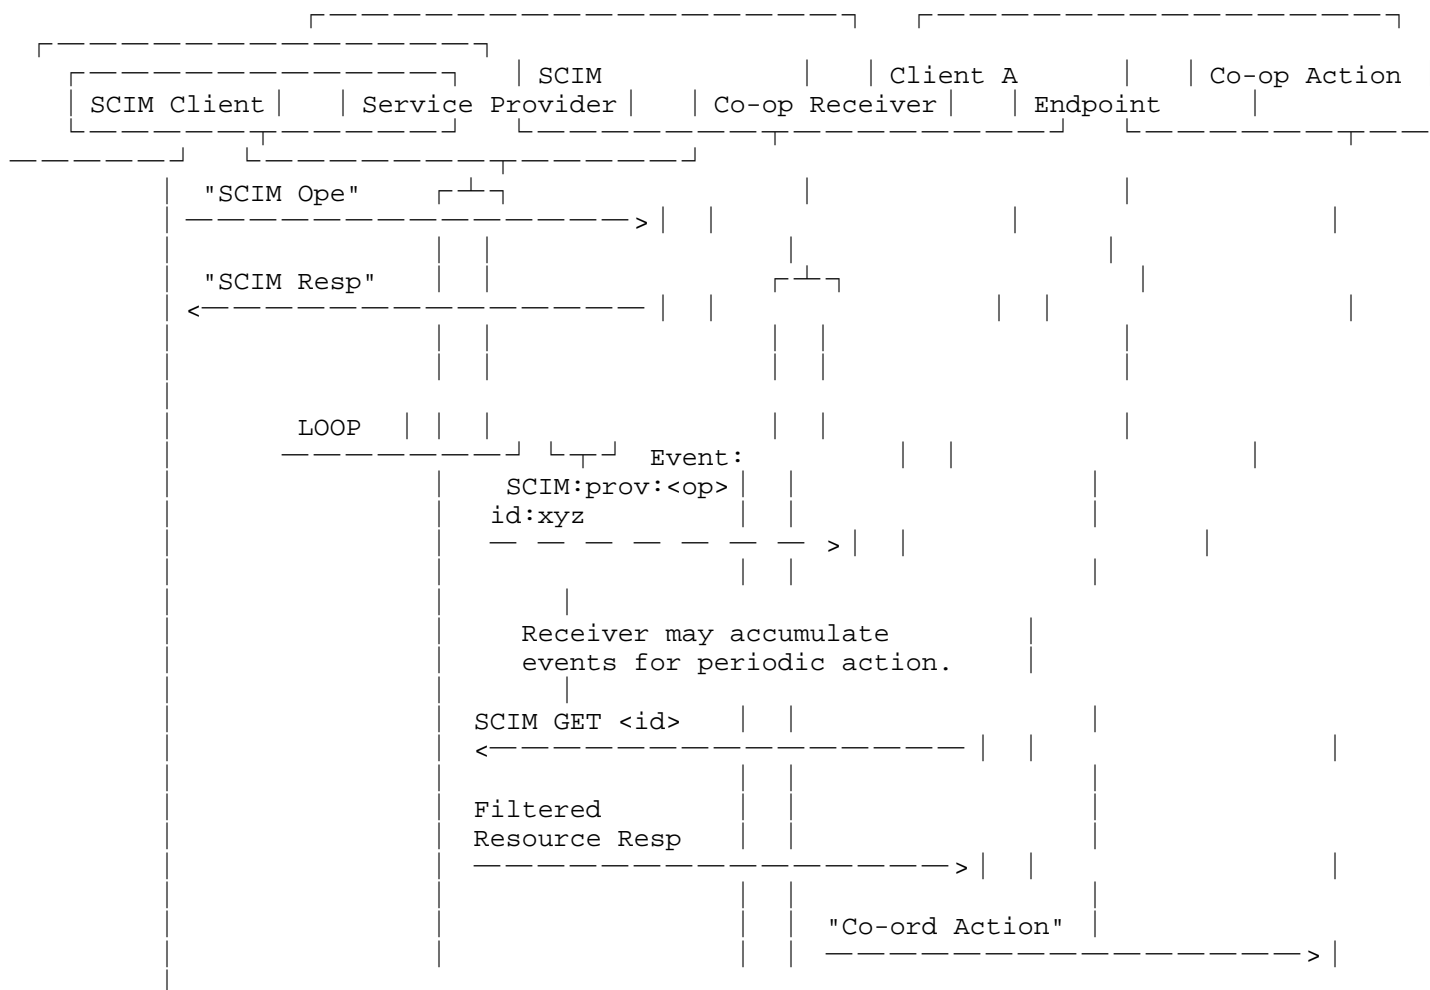 SCIM Client A Co-op Action
SCIM Client Service Provider Co-op Receiver Endpoint
"SCIM Ope"
>
"SCIM Resp"
<
LOOP
Event:
SCIM:prov:<op>
id:xyz
>
Receiver may accumulate
events for periodic action.
SCIM GET <id>
<
Filtered
Resource Resp
>
"Co-ord Action"
>